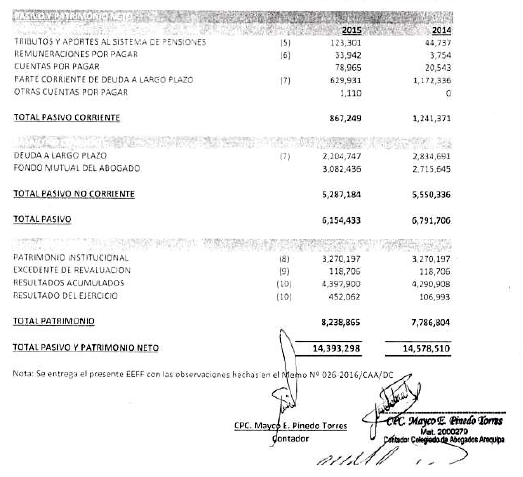 PASIVO Y PATRIMONIO NETO
2015 2014
TRIBUTOS Y APORTES AL SISTEMA DE PENSIONES (5) 123,301 44,737
REMUNERACIONES POR PAGAR (6) 33,942 3,754
CUENTAS POR PAGAR 78,965 20,543
PARTE CORRIENTE DE DEUDA A LARGO PLAZO (7) 629,931 1,172,336
OTRAS CUENTAS POR PAGAR 1,110 0
TOTAL PASIVO CORRIENTE 867,249 1,241,371
DEUDA A LARGO PLAZO (7) 2,204,747 2,834,691
FONDO MUTUAL DEL ABOGADO 3,082,436 2,715,645
TOTAL PASIVO NO CORRIENTE 5,287,184 5,550,336
TOTAL PASIVO 6,154,433 6,791,706
PATRIMONIO INSTITUCIONAL (8) 3,270,197 3,270,197
EXCEDENTE DE REVALUACION (9) 118,706 118,706
RESULTADOS ACUMULADOS (10) 4,397,900 4,290,908
RESULTADO DEL EJERCICIO (10) 452,062 106,993
TOTAL PATRIMONIO 8,238,865 7,786,804
TOTAL PASIVO Y PATRIMONIO NETO 14,393,298 14,578,510
Nota: Se entrega el presente EEFF con las observaciones hechas en el Memo Nº 026-2016/CAA/DC
CPC. Mayco E. Pinedo Torres
Contador
CPC. Mayco E. Pinedo Torres
Mat. 2000279
Contador Colegiado de Abogados Arequipa